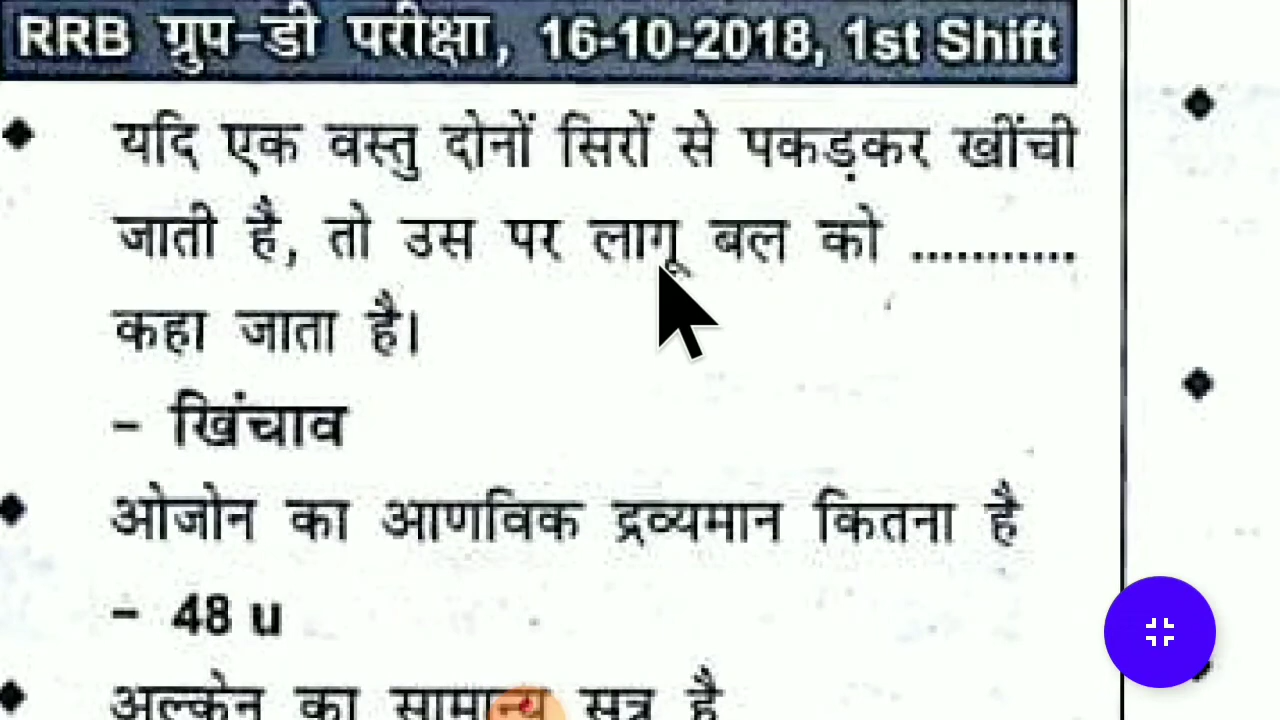 RRB ग्रुप-डी परीक्षा, 16-10-2018, 1st Shift
यदि एक वस्तु दोनों सिरों से पकड़कर खींची
जाती है, तो उस पर लागू बल को ...........
कहा जाता है।
– खिंचाव
ओजोन का आणविक द्रव्यमान कितना है
– 48 u
अल्केन का सामान्य सूत्र है